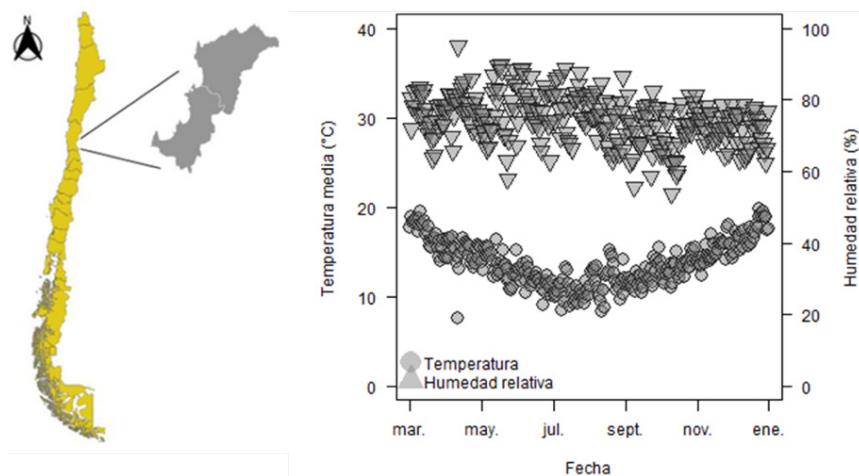 N
40
30
20
10
0
Temperatura media (°C)
100
80
60
40
20
0
Humedad relativa (%)
Temperatura
Humedad relativa
mar.
may.
jul.
sept.
nov.
ene.
Fecha